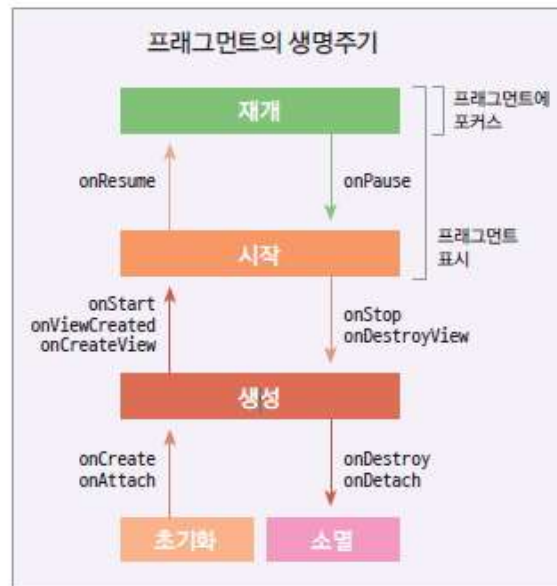 프래그먼트의 생명주기
재개
프래그먼트에
포커스
onResume
onPause
시작
프래그먼트
표시
onStart
onViewCreated
onCreateView
onStop
onDestroyView
생성
onCreate
onAttach
onDestroy
onDetach
초기화
소멸